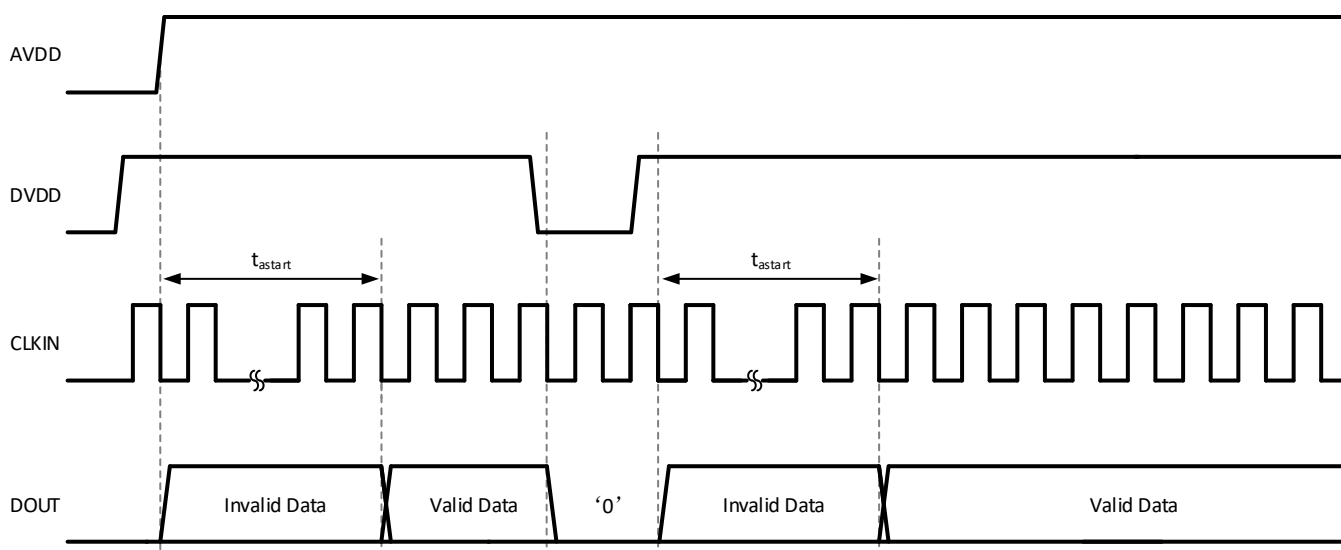 AVDD
DVDD
tastart tastart
CLKIN
DOUT Invalid Data Valid Data ‘0’ Invalid Data Valid Data